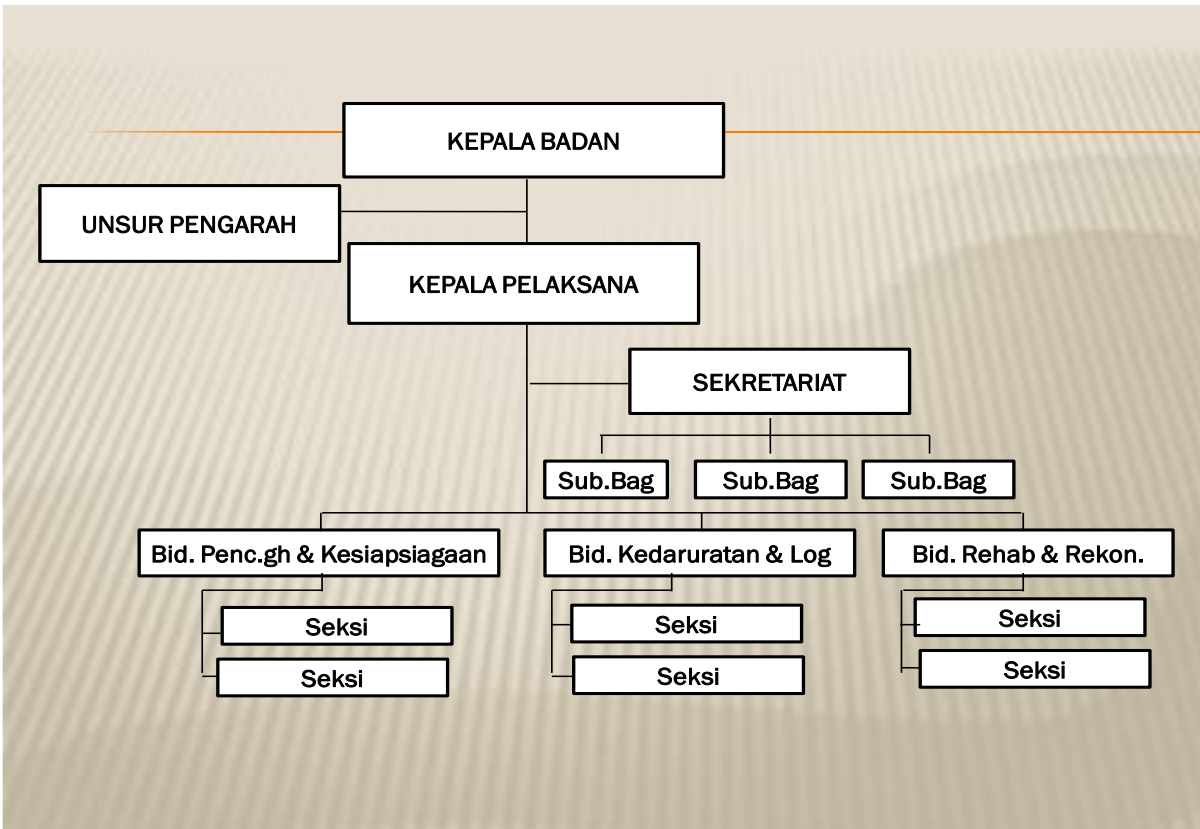 KEPALA BADAN
UNSUR PENGARAH
KEPALA PELAKSANA
SEKRETARIAT
Sub.Bag
Sub.Bag
Sub.Bag
Bid. Penc.gh & Kesiapsiagaan
Bid. Kedaruratan & Log
Bid. Rehab & Rekon.
Seksi
Seksi
Seksi
Seksi
Seksi
Seksi